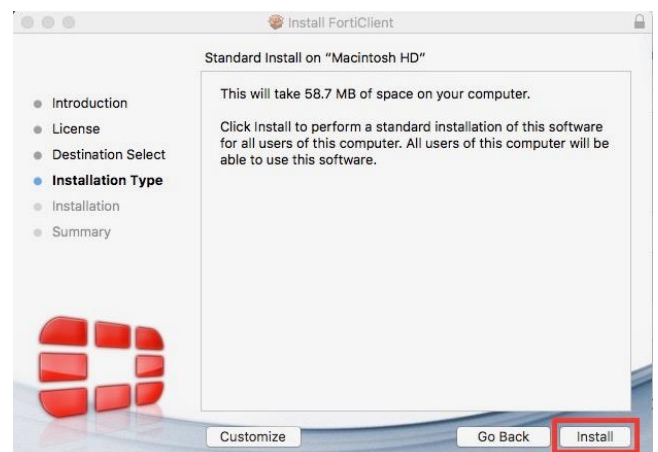 Install FortiClient
Standard Install on "Macintosh HD"
Introduction
License
Destination Select
Installation Type
Installation
Summary
This will take 58.7 MB of space on your computer.
Click Install to perform a standard installation of this software
for all users of this computer. All users of this computer will be
able to use this software.
Customize
Go Back
Install